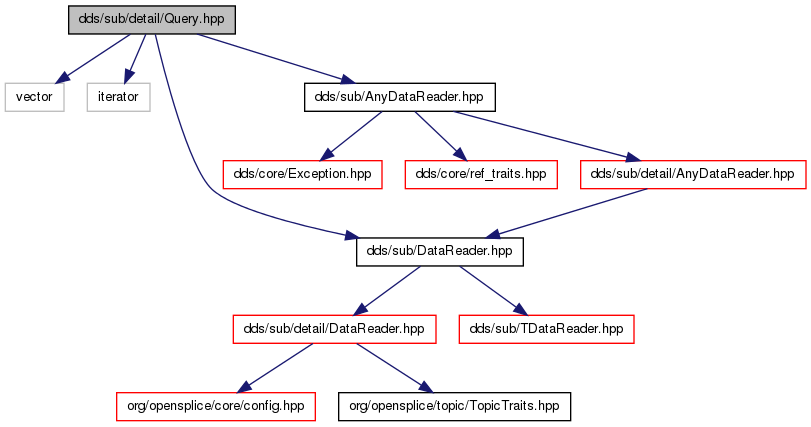 dds/sub/detail/Query.hpp
vector
iterator
dds/sub/AnyDataReader.hpp
dds/core/Exception.hpp
dds/core/ref_traits.hpp
dds/sub/detail/AnyDataReader.hpp
dds/sub/DataReader.hpp
dds/sub/detail/DataReader.hpp
dds/sub/TDataReader.hpp
org/opensplice/core/config.hpp
org/opensplice/topic/TopicTraits.hpp